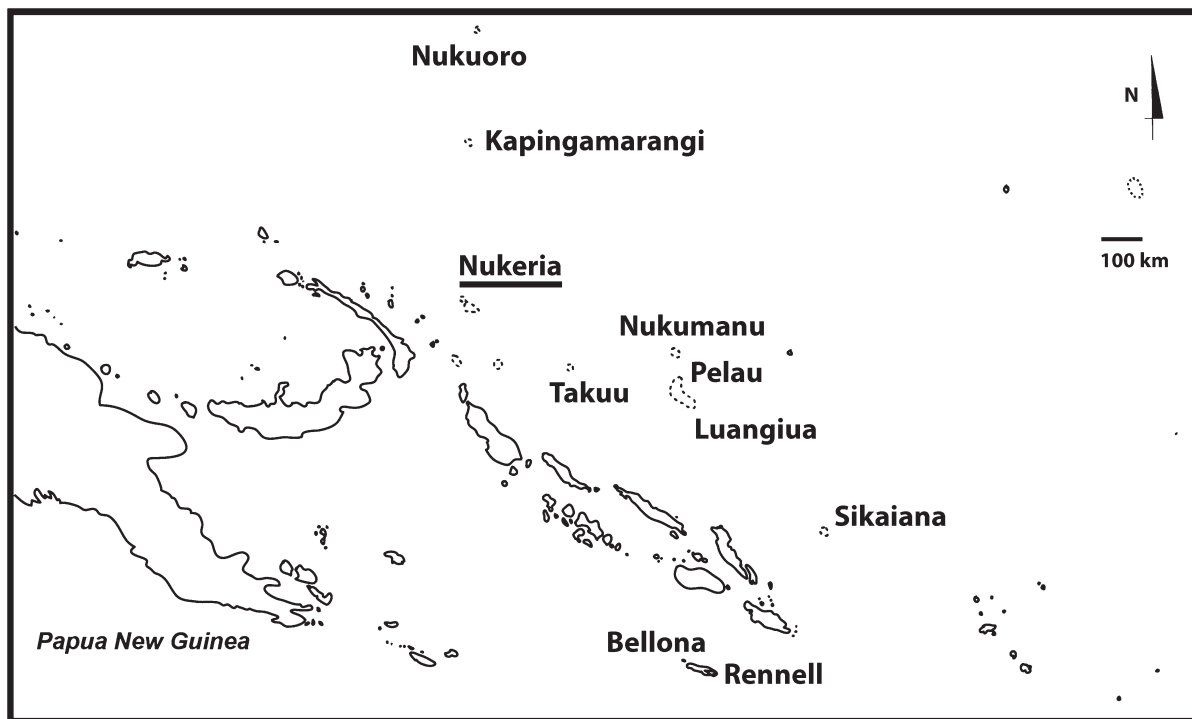 Nukuoro
N
Kapingamarangi
100 km
Nukeria
Nukumanu
Pelau
Takuu
Luangiua
Sikaiana
Papua New Guinea
Bellona
Rennell